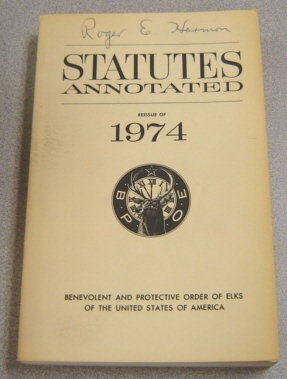 Roger E. Harmon
STATUTES
ANNOTATED
REISSUE OF
1974
BPOE
BENEVOLENT AND PROTECTIVE ORDER OF ELKS
OF THE UNITED STATES OF AMERICA